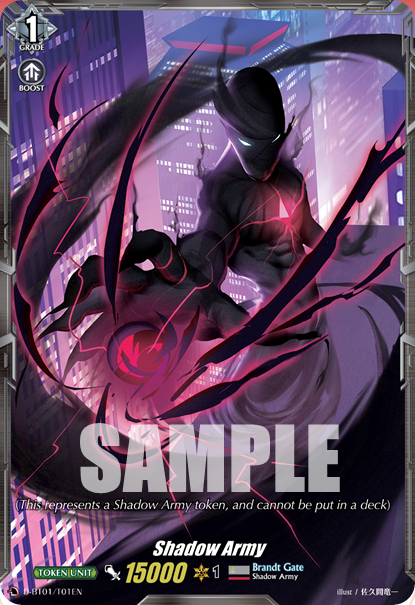 1
GRADE
BOOST
SAMPLE
(This represents a Shadow Army token, and cannot be put in a deck)
Shadow Army
TOKEN UNIT 15000 1 Brandt Gate
Shadow Army
D-BT01/T01EN illust / 佐久間竜一